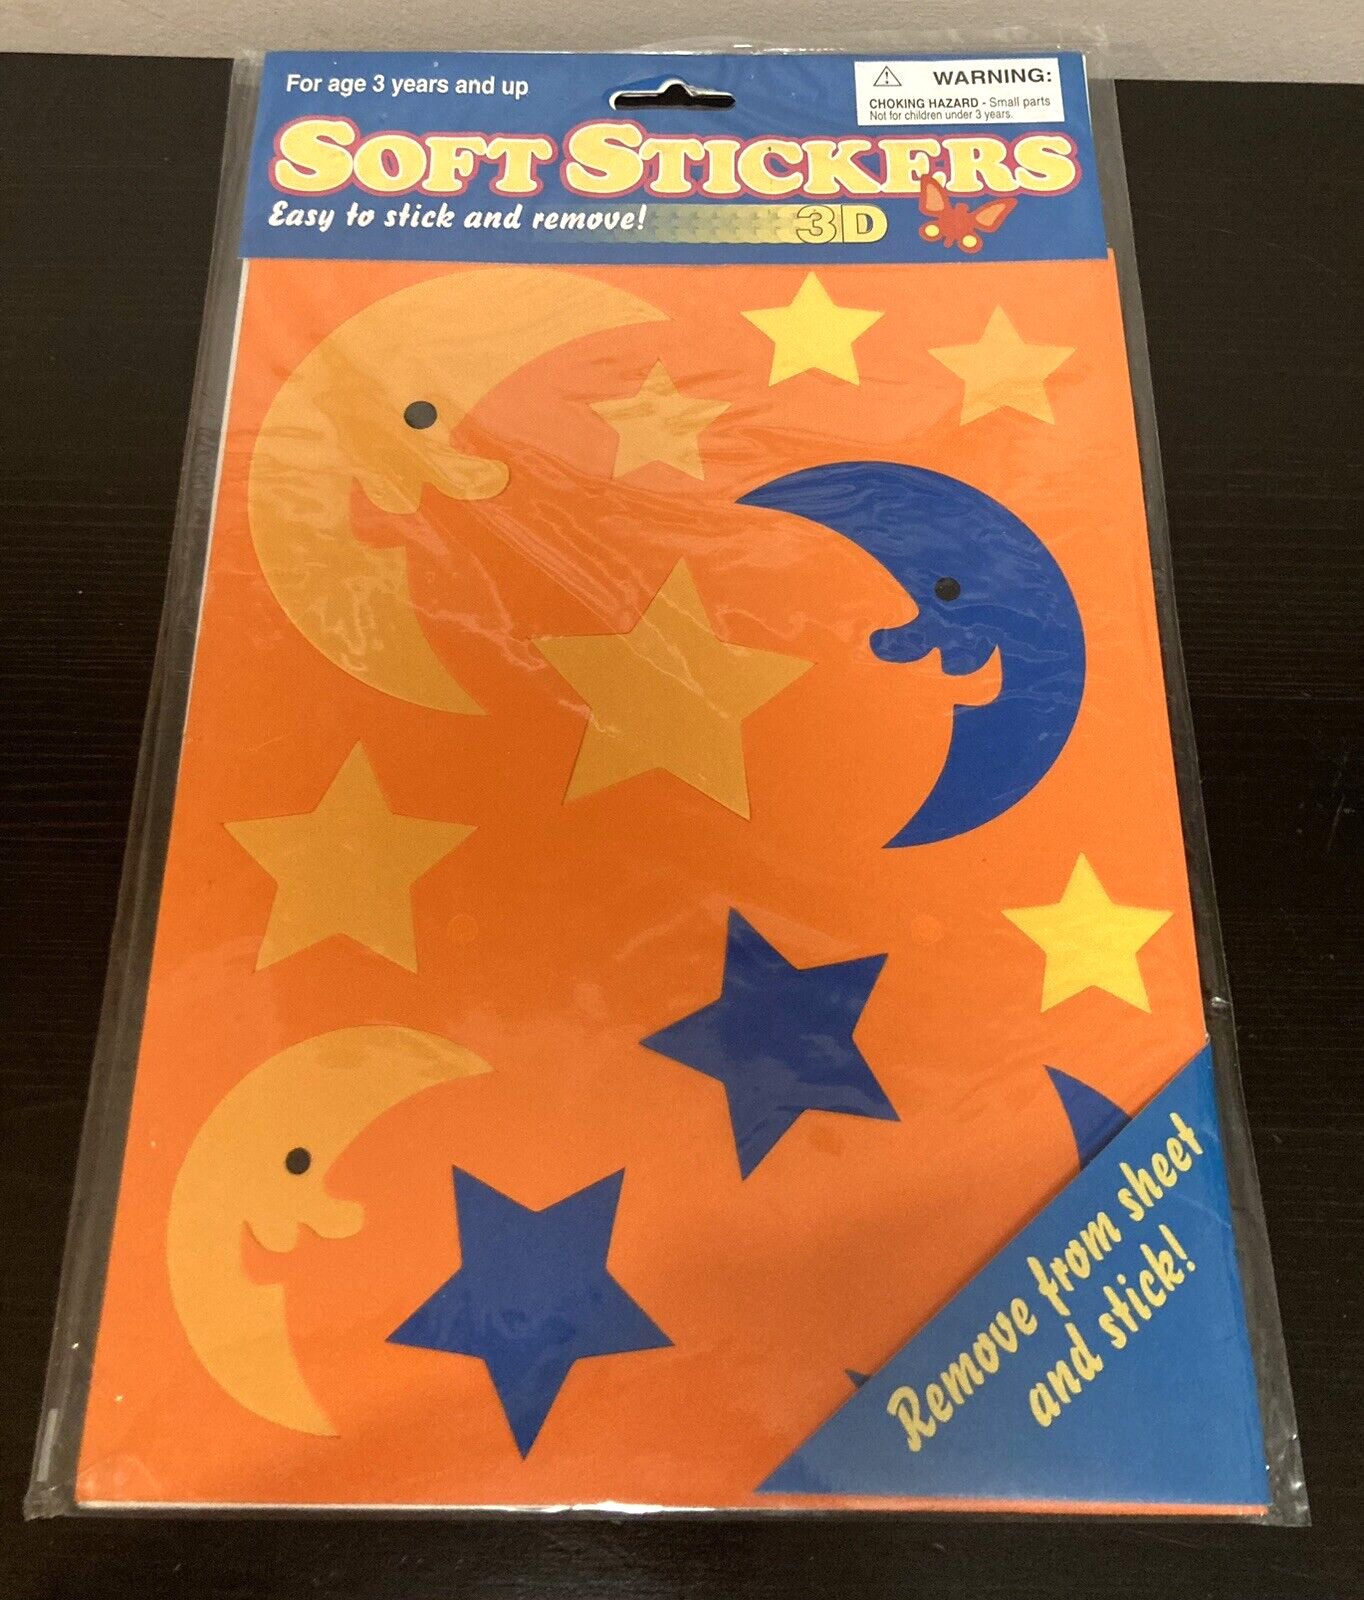 For age 3 years and up
WARNING:
CHOKING HAZARD - Small parts
Not for children under 3 years.
SOFT STICKERS
Easy to stick and remove!
3D
Remove from sheet
and stick!